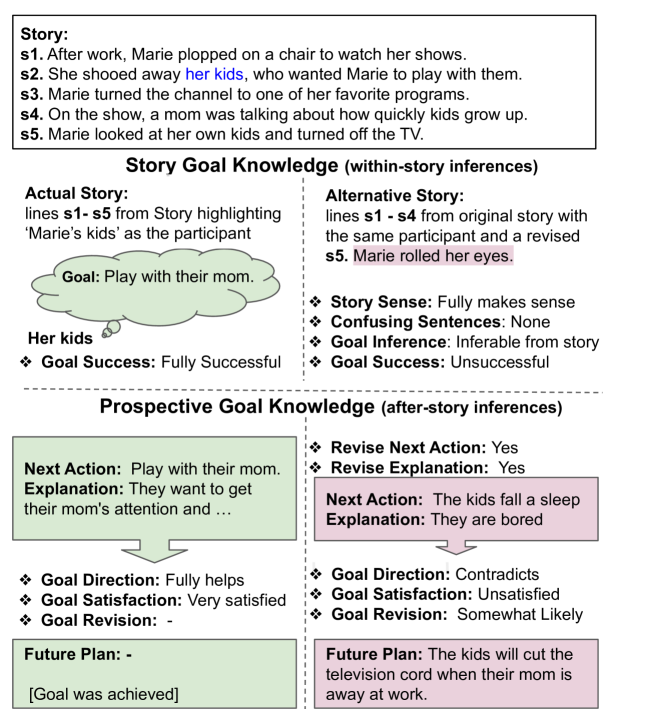 Story:
s1. After work, Marie plopped on a chair to watch her shows.
s2. She shooed away her kids, who wanted Marie to play with them.
s3. Marie turned the channel to one of her favorite programs.
s4. On the show, a mom was talking about how quickly kids grow up.
s5. Marie looked at her own kids and turned off the TV.
Story Goal Knowledge (within-story inferences)
Actual Story:
lines s1- s5 from Story highlighting
‘Marie’s kids’ as the participant
Goal: Play with their mom.
Her kids
❖ Goal Success: Fully Successful
Alternative Story:
lines s1 - s4 from original story with
the same participant and a revised
s5. Marie rolled her eyes.
❖ Story Sense: Fully makes sense
❖ Confusing Sentences: None
❖ Goal Inference: Inferable from story
❖ Goal Success: Unsuccessful
Prospective Goal Knowledge (after-story inferences)
Next Action: Play with their mom.
Explanation: They want to get
their mom's attention and …
❖ Goal Direction: Fully helps
❖ Goal Satisfaction: Very satisfied
❖ Goal Revision: -
Future Plan: -
[Goal was achieved]
❖ Revise Next Action: Yes
❖ Revise Explanation: Yes
Next Action: The kids fall a sleep
Explanation: They are bored
❖ Goal Direction: Contradicts
❖ Goal Satisfaction: Unsatisfied
❖ Goal Revision: Somewhat Likely
Future Plan: The kids will cut the
television cord when their mom is
away at work.